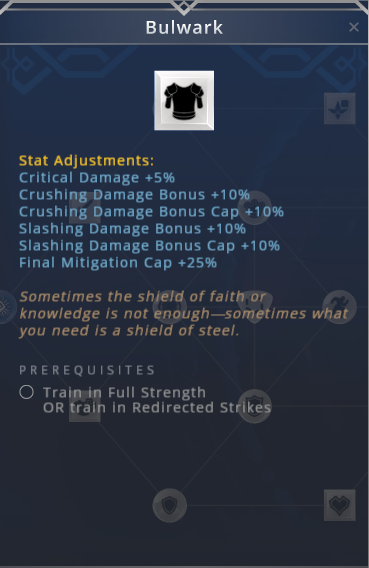 Bulwark
Stat Adjustments:
Critical Damage +5%
Crushing Damage Bonus +10%
Crushing Damage Bonus Cap +10%
Slashing Damage Bonus +10%
Slashing Damage Bonus Cap +10%
Final Mitigation Cap +25%
Sometimes the shield of faith or
knowledge is not enough—sometimes what
you need is a shield of steel.
PREREQUISITES
Train in Full Strength
OR train in Redirected Strikes